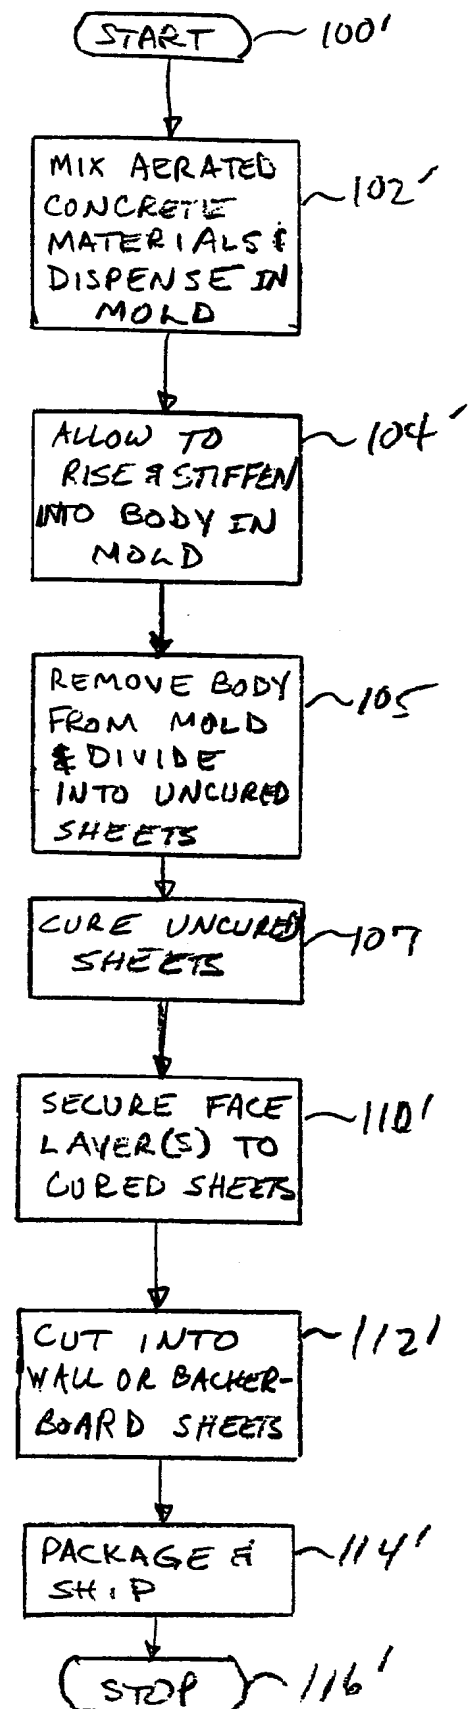 START
100'
MIX AERATED
102'
CONCRETE
MATERIALS &
DISPENSE IN
MOLD
ALLOW TO
104'
RISE & STIFFEN
INTO BODY IN
MOLD
REMOVE BODY
105
FROM MOLD
& DIVIDE
INTO UNCURED
SHEETS
CURE UNCURED
107
SHEETS
SECURE FACE
110'
LAYER(S) TO
CURED SHEETS
CUT INTO
112'
WALL OR BACKER-
BOARD SHEETS
PACKAGE &
114'
SHIP
STOP
116'